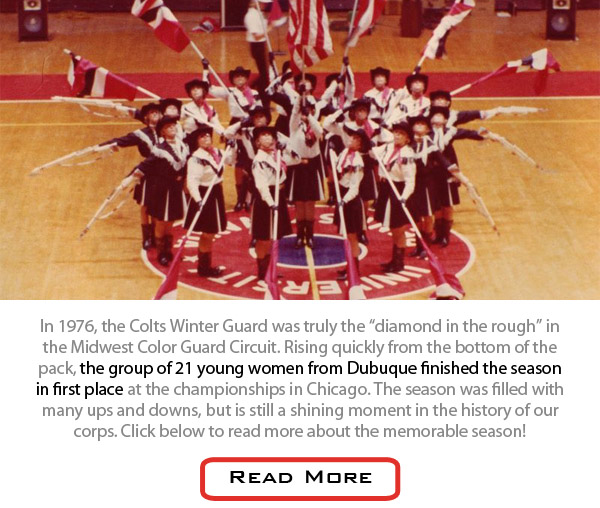 In 1976, the Colts Winter Guard was truly the “diamond in the rough” in
the Midwest Color Guard Circuit. Rising quickly from the bottom of the
pack, the group of 21 young women from Dubuque finished the season
in first place at the championships in Chicago. The season was filled with
many ups and downs, but is still a shining moment in the history of our
corps. Click below to read more about the memorable season!
Read More